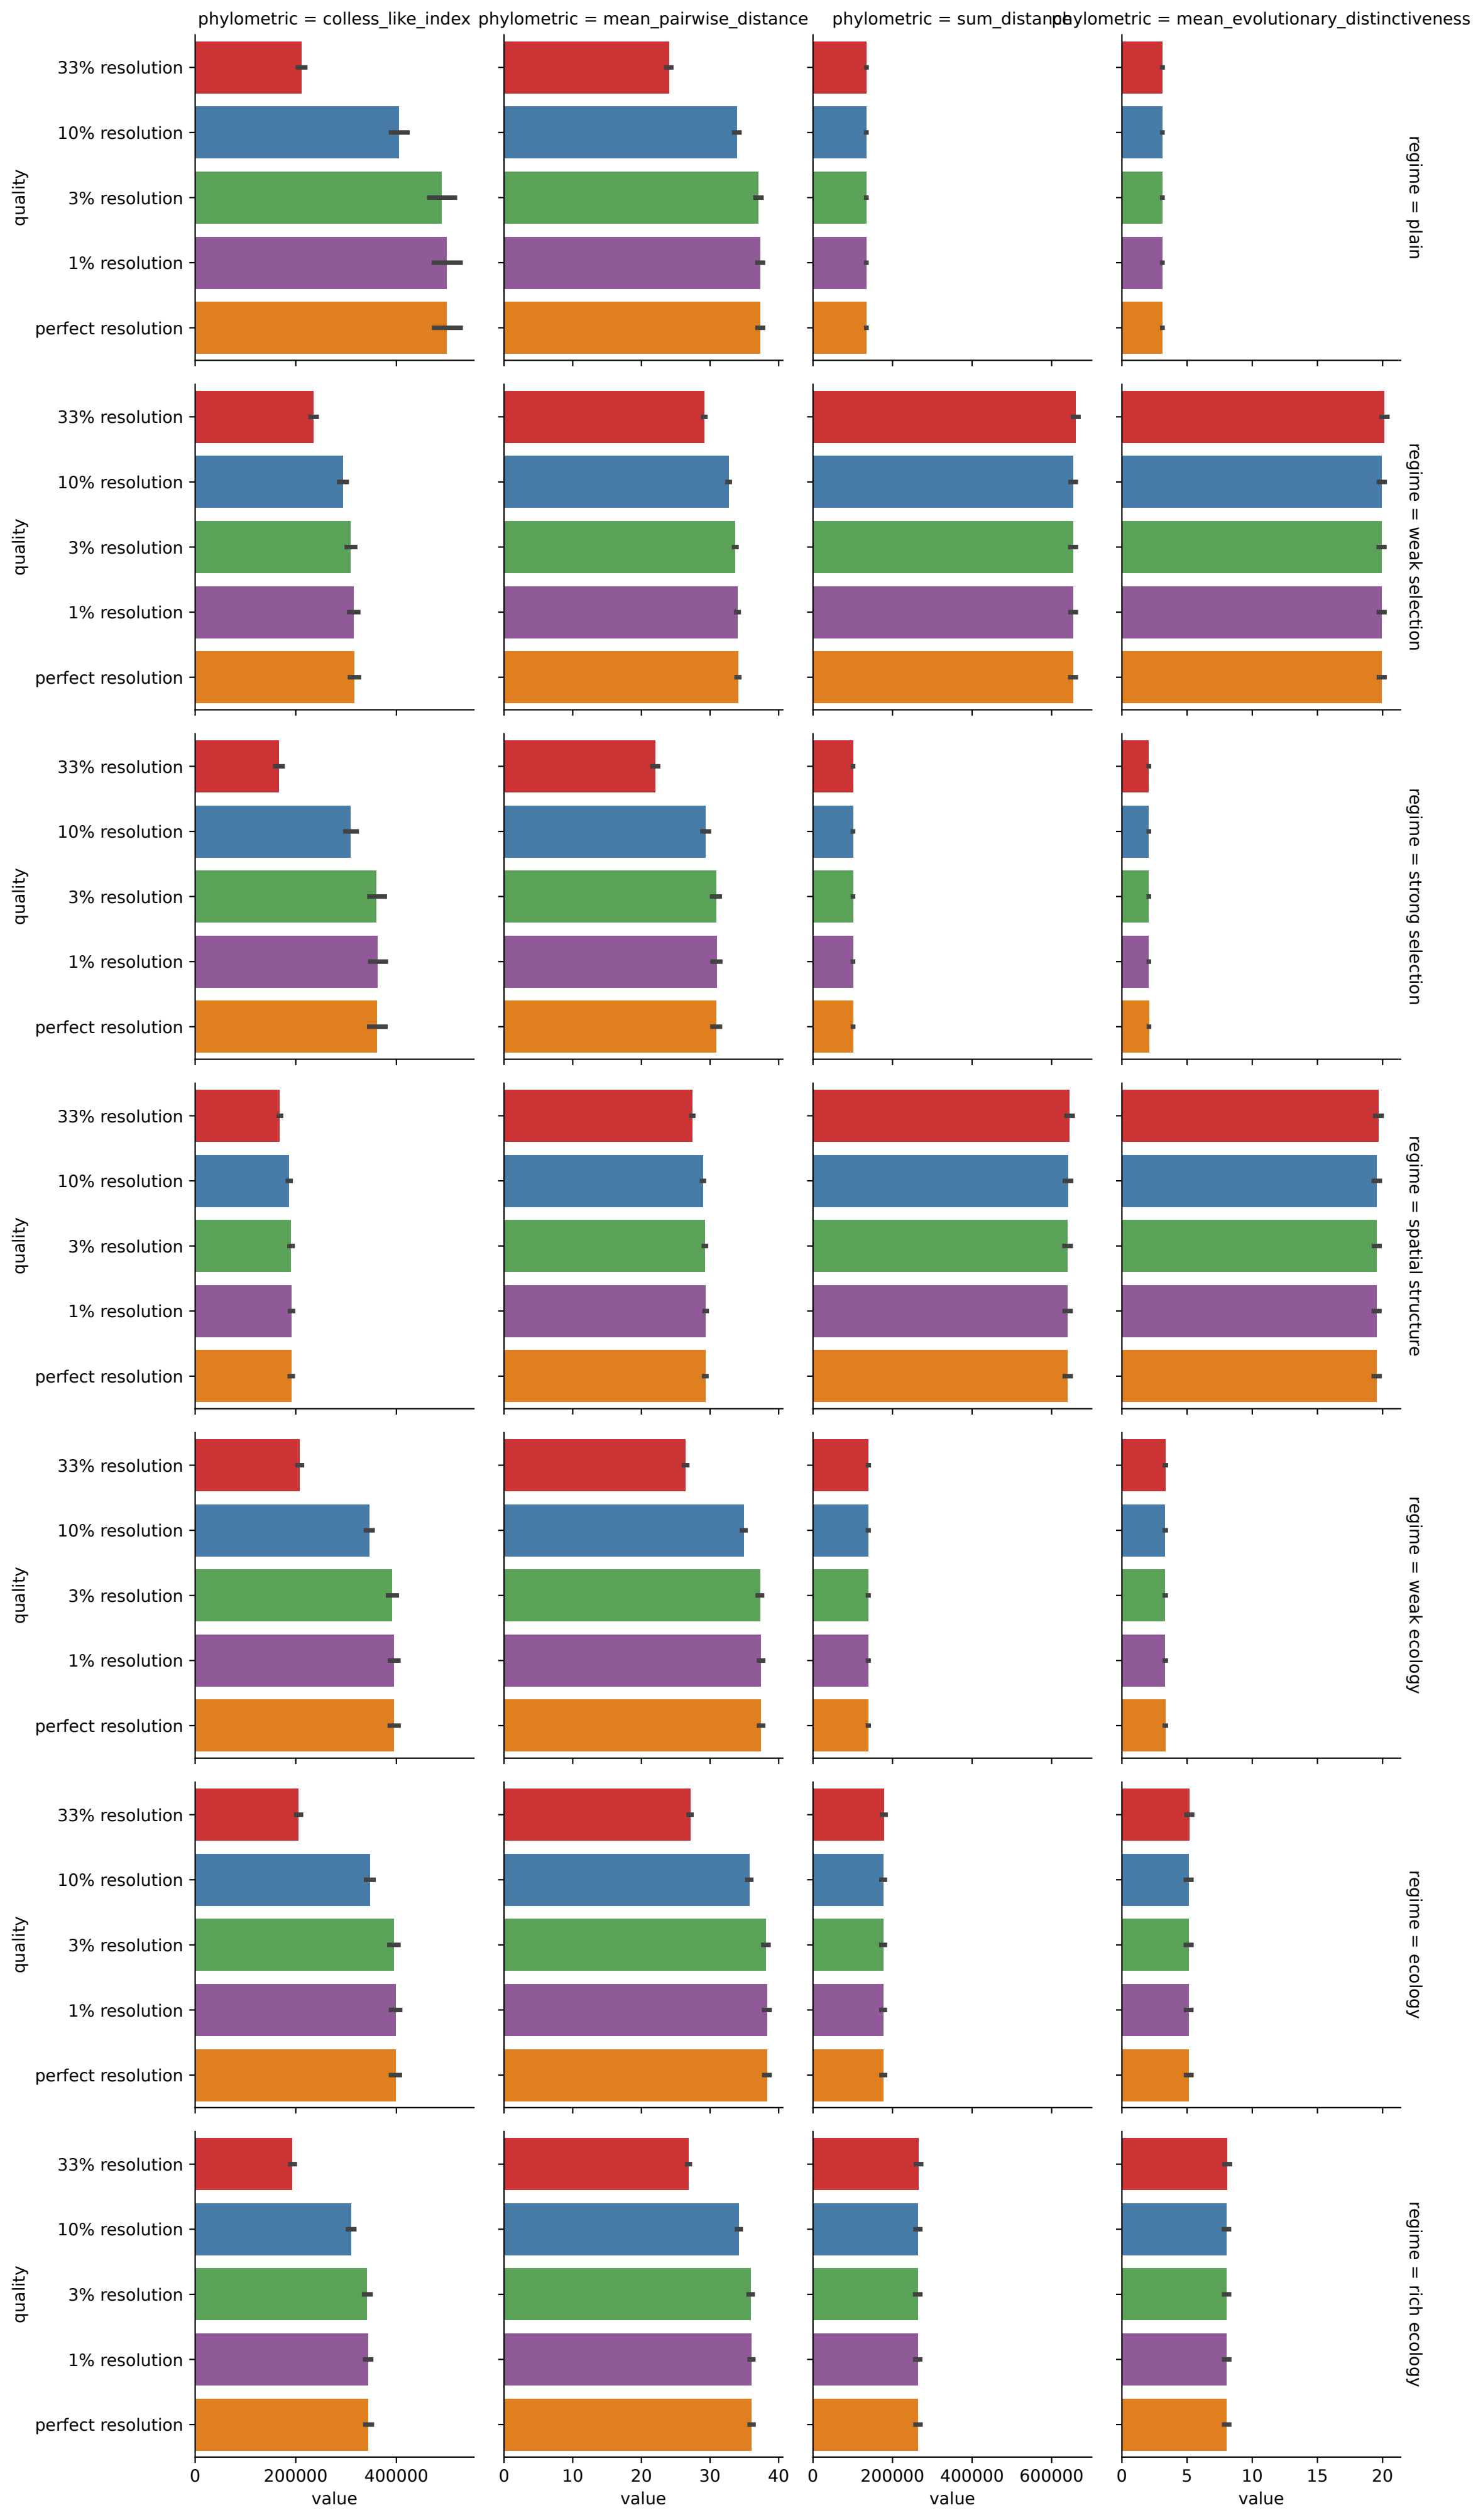 phylometric = colless_like_index
phylometric = mean_pairwise_distance
phylometric = sum_distance
phylometric = mean_evolutionary_distinctiveness
33% resolution
10% resolution
3% resolution
1% resolution
perfect resolution
quality
regime = plain
33% resolution
10% resolution
3% resolution
1% resolution
perfect resolution
quality
regime = weak selection
33% resolution
10% resolution
3% resolution
1% resolution
perfect resolution
quality
regime = strong selection
33% resolution
10% resolution
3% resolution
1% resolution
perfect resolution
quality
regime = spatial structure
33% resolution
10% resolution
3% resolution
1% resolution
perfect resolution
quality
regime = weak ecology
33% resolution
10% resolution
3% resolution
1% resolution
perfect resolution
quality
regime = ecology
33% resolution
10% resolution
3% resolution
1% resolution
perfect resolution
quality
regime = rich ecology
0 200000 400000
value
0 10 20 30 40
value
0 200000 400000 600000
value
0 5 10 15 20
value